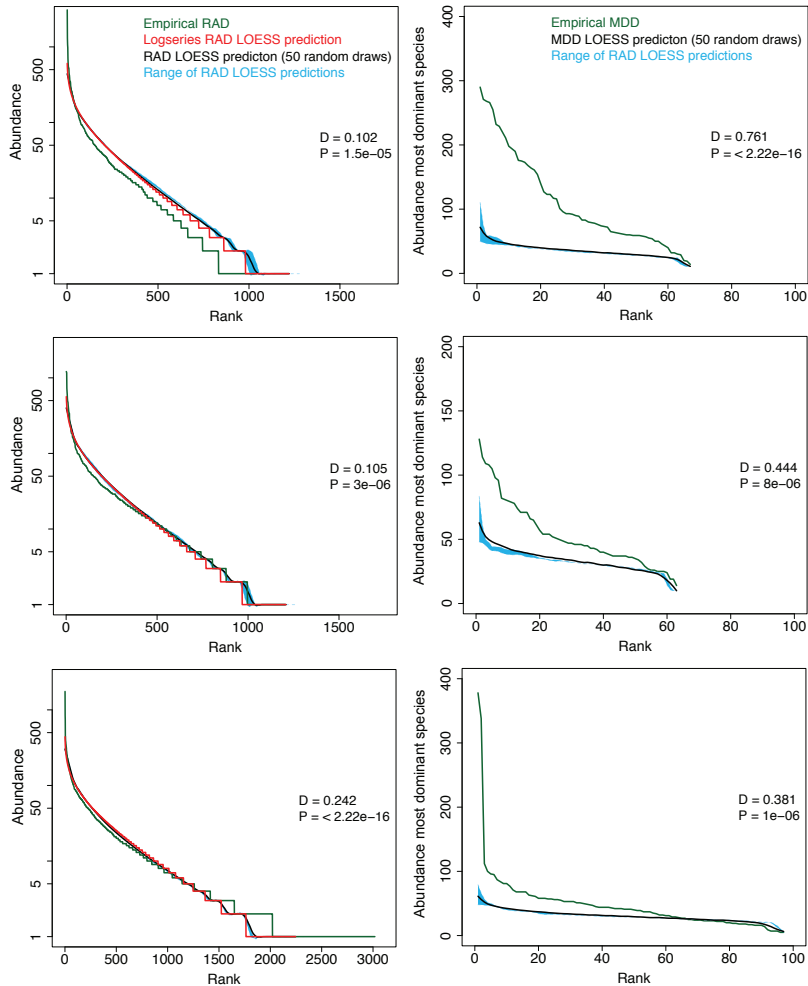 Empirical RAD
Logseries RAD LOESS prediction
RAD LOESS predicton (50 random draws)
Range of RAD LOESS predictions
D = 0.102
P = 1.5e−05
Abundance
500
50
5
1
0
500
1000
1500
Rank
Empirical MDD
MDD LOESS predicton (50 random draws)
Range of RAD LOESS predictions
D = 0.761
P = < 2.22e−16
Abundance most dominant species
400
300
200
100
0
0
20
40
60
80
100
Rank
D = 0.105
P = 3e−06
Abundance
500
50
5
1
0
500
1000
1500
Rank
D = 0.444
P = 8e−06
Abundance most dominant species
200
150
100
50
0
0
20
40
60
80
100
Rank
D = 0.242
P = < 2.22e−16
Abundance
500
50
5
1
0
500
1000
1500
2000
2500
3000
Rank
D = 0.381
P = 1e−06
Abundance most dominant species
400
300
200
100
0
0
20
40
60
80
100
Rank